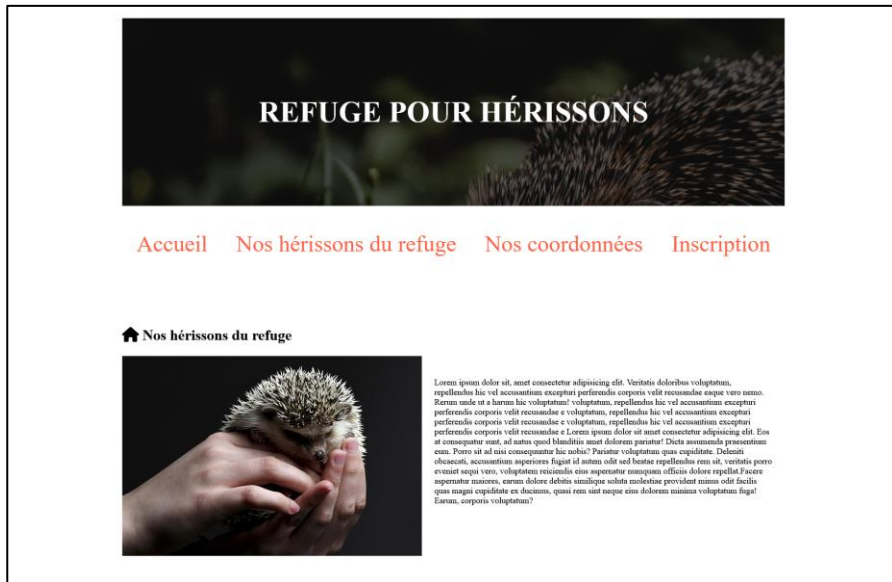 REFUGE POUR HÉRISSONS
Accueil Nos hérissons du refuge Nos coordonnées Inscription
Nos hérissons du refuge
Lorem ipsum dolor sit, amet consectetur adipisicing elit. Veritatis doloribus voluptatum,
repellendus hic vel accusantium excepturi perferendis corporis velit recusandae eaque vero nemo.
Rerum unde ut a harum hic voluptatum! voluptatum, repellendus hic vel accusantium excepturi
perferendis corporis velit recusandae e voluptatum, repellendus hic vel accusantium excepturi
perferendis corporis velit recusandae e voluptatum, repellendus hic vel accusantium excepturi
perferendis corporis velit recusandae e Lorem ipsum dolor sit amet consectetur adipisicing elit. Eos
at consequatur sunt, ad natus quod blanditiis amet dolorem pariatur! Dicta assumenda praesentium
eum. Porro sit ad nisi consequuntur hic nobis? Pariatur voluptatum quas cupiditate. Deleniti
obcaecati, accusantium asperiores fugiat id autem odit sed beatae repellendus rem sit, veritatis porro
eveniet sequi vero, voluptatem reiciendis eius aspernatur numquam officiis dolore repellat.Facere
aspernatur maiores, earum dolore debitis similique soluta molestiae provident minus odit facilis
quas magni cupiditate ex ducimus, quasi rem sint neque eius dolorem minima voluptatum fuga!
Earum, corporis voluptatum?